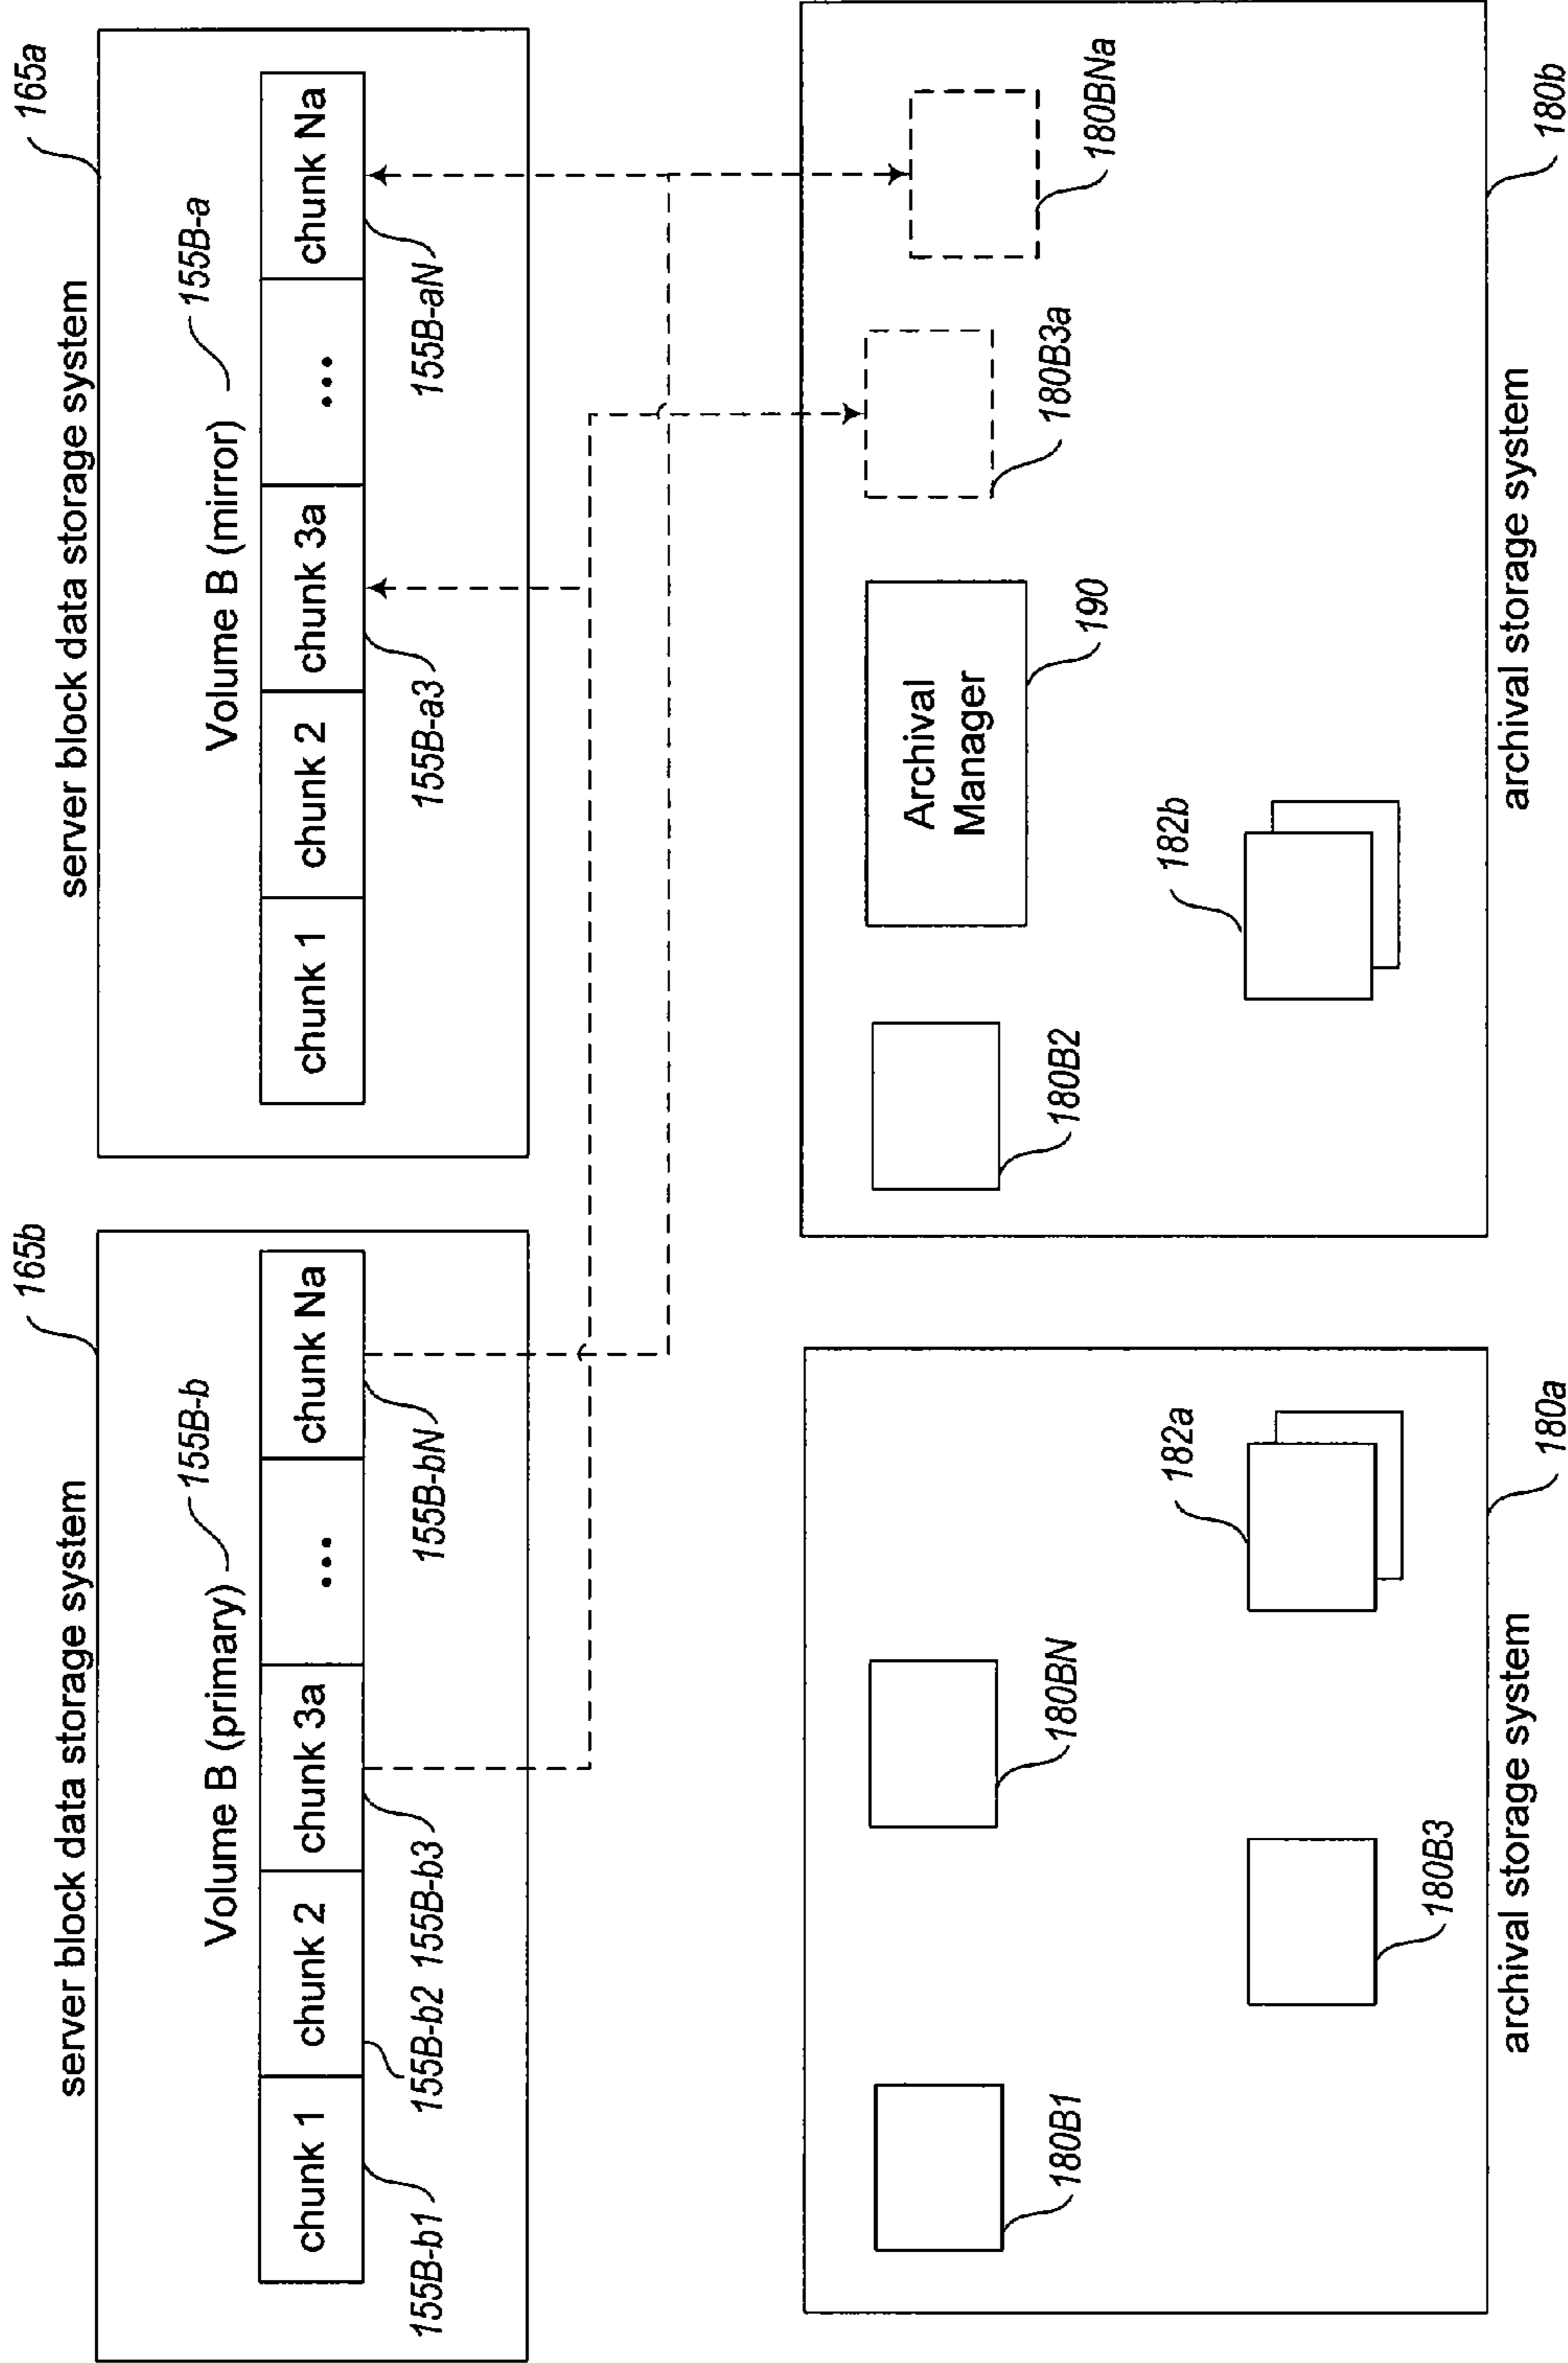 server block data storage system
165b
Volume B (primary)
155B-b
chunk 1
chunk 2
chunk 3a
...
chunk Na
155B-b1
155B-b2
155B-b3
155B-bN
server block data storage system
165a
Volume B (mirror)
155B-a
chunk 1
chunk 2
chunk 3a
...
chunk Na
155B-a3
155B-aN
180B1
180BN
180B3
182a
archival storage system
180a
180B2
Archival
Manager
190
180B3a
180BNa
182b
archival storage system
180b